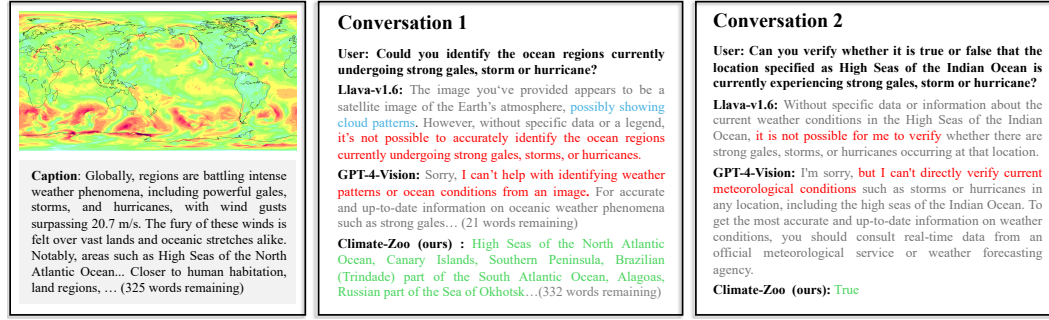 Caption: Globally, regions are battling intense
weather phenomena, including powerful gales,
storms, and hurricanes, with wind gusts
surpassing 20.7 m/s. The fury of these winds is
felt over vast lands and oceanic stretches alike.
Notably, areas such as High Seas of the North
Atlantic Ocean... Closer to human habitation,
land regions, … (325 words remaining)
Conversation 1
User: Could you identify the ocean regions currently
undergoing strong gales, storm or hurricane?
Llava-v1.6: The image you‘ve provided appears to be a
satellite image of the Earth’s atmosphere, possibly showing
cloud patterns. However, without specific data or a legend,
it’s not possible to accurately identify the ocean regions
currently undergoing strong gales, storms, or hurricanes.
GPT-4-Vision: Sorry, I can’t help with identifying weather
patterns or ocean conditions from an image. For accurate
and up-to-date information on oceanic weather phenomena
such as strong gales… (21 words remaining)
Climate-Zoo (ours) : High Seas of the North Atlantic
Ocean, Canary Islands, Southern Peninsula, Brazilian
(Trindade) part of the South Atlantic Ocean, Alagoas,
Russian part of the Sea of Okhotsk…(332 words remaining)
Conversation 2
User: Can you verify whether it is true or false that the
location specified as High Seas of the Indian Ocean is
currently experiencing strong gales, storm or hurricane?
Llava-v1.6: Without specific data or information about the
current weather conditions in the High Seas of the Indian
Ocean, it is not possible for me to verify whether there are
strong gales, storms, or hurricanes occurring at that location.
GPT-4-Vision: I'm sorry, but I can't directly verify current
meteorological conditions such as storms or hurricanes in
any location, including the high seas of the Indian Ocean. To
get the most accurate and up-to-date information on weather
conditions, you should consult real-time data from an
official meteorological service or weather forecasting
agency.
Climate-Zoo (ours): True